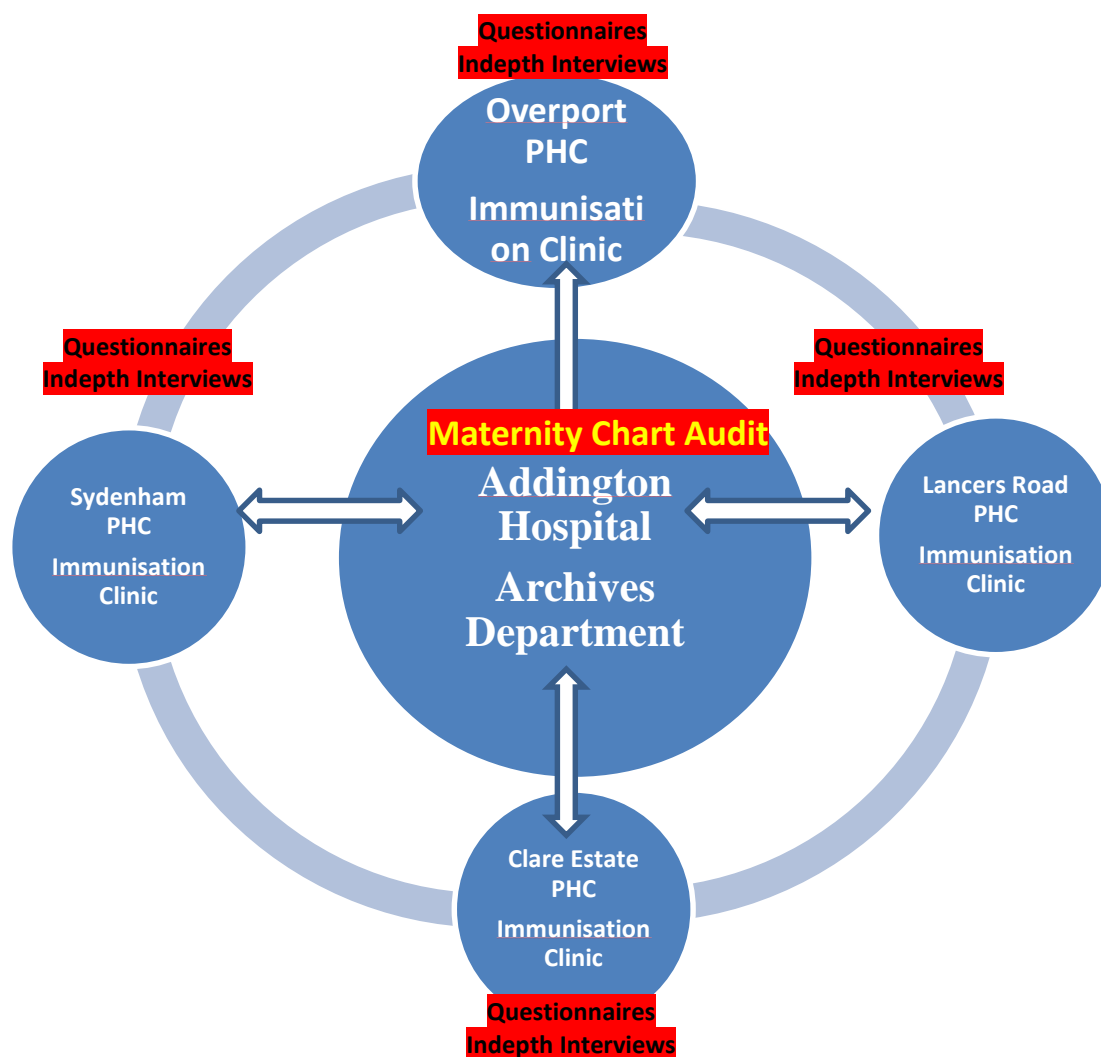 Questionnaires
Indepth Interviews
Overport
PHC
Immunisati
on Clinic
Questionnaires
Indepth Interviews
Questionnaires
Indepth Interviews
Maternity Chart Audit
Addington
Hospital
Archives
Department
Sydenham
PHC
Immunisation
Clinic
Lancers Road
PHC
Immunisation
Clinic
Clare Estate
PHC
Immunisation
Clinic
Questionnaires
Indepth Interviews